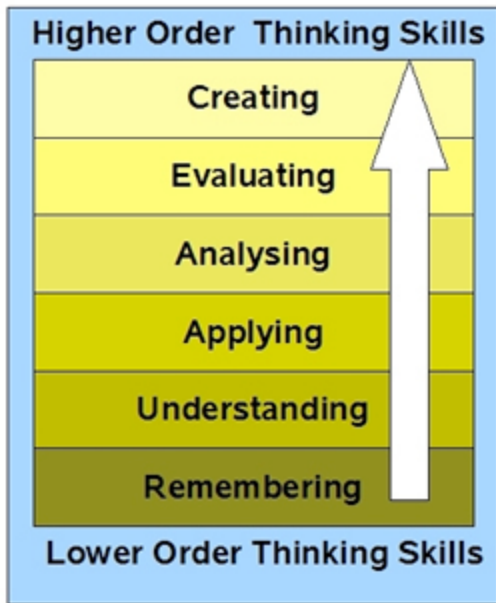 Higher Order Thinking Skills
Creating
Evaluating
Analysing
Applying
Understanding
Remembering
Lower Order Thinking Skills